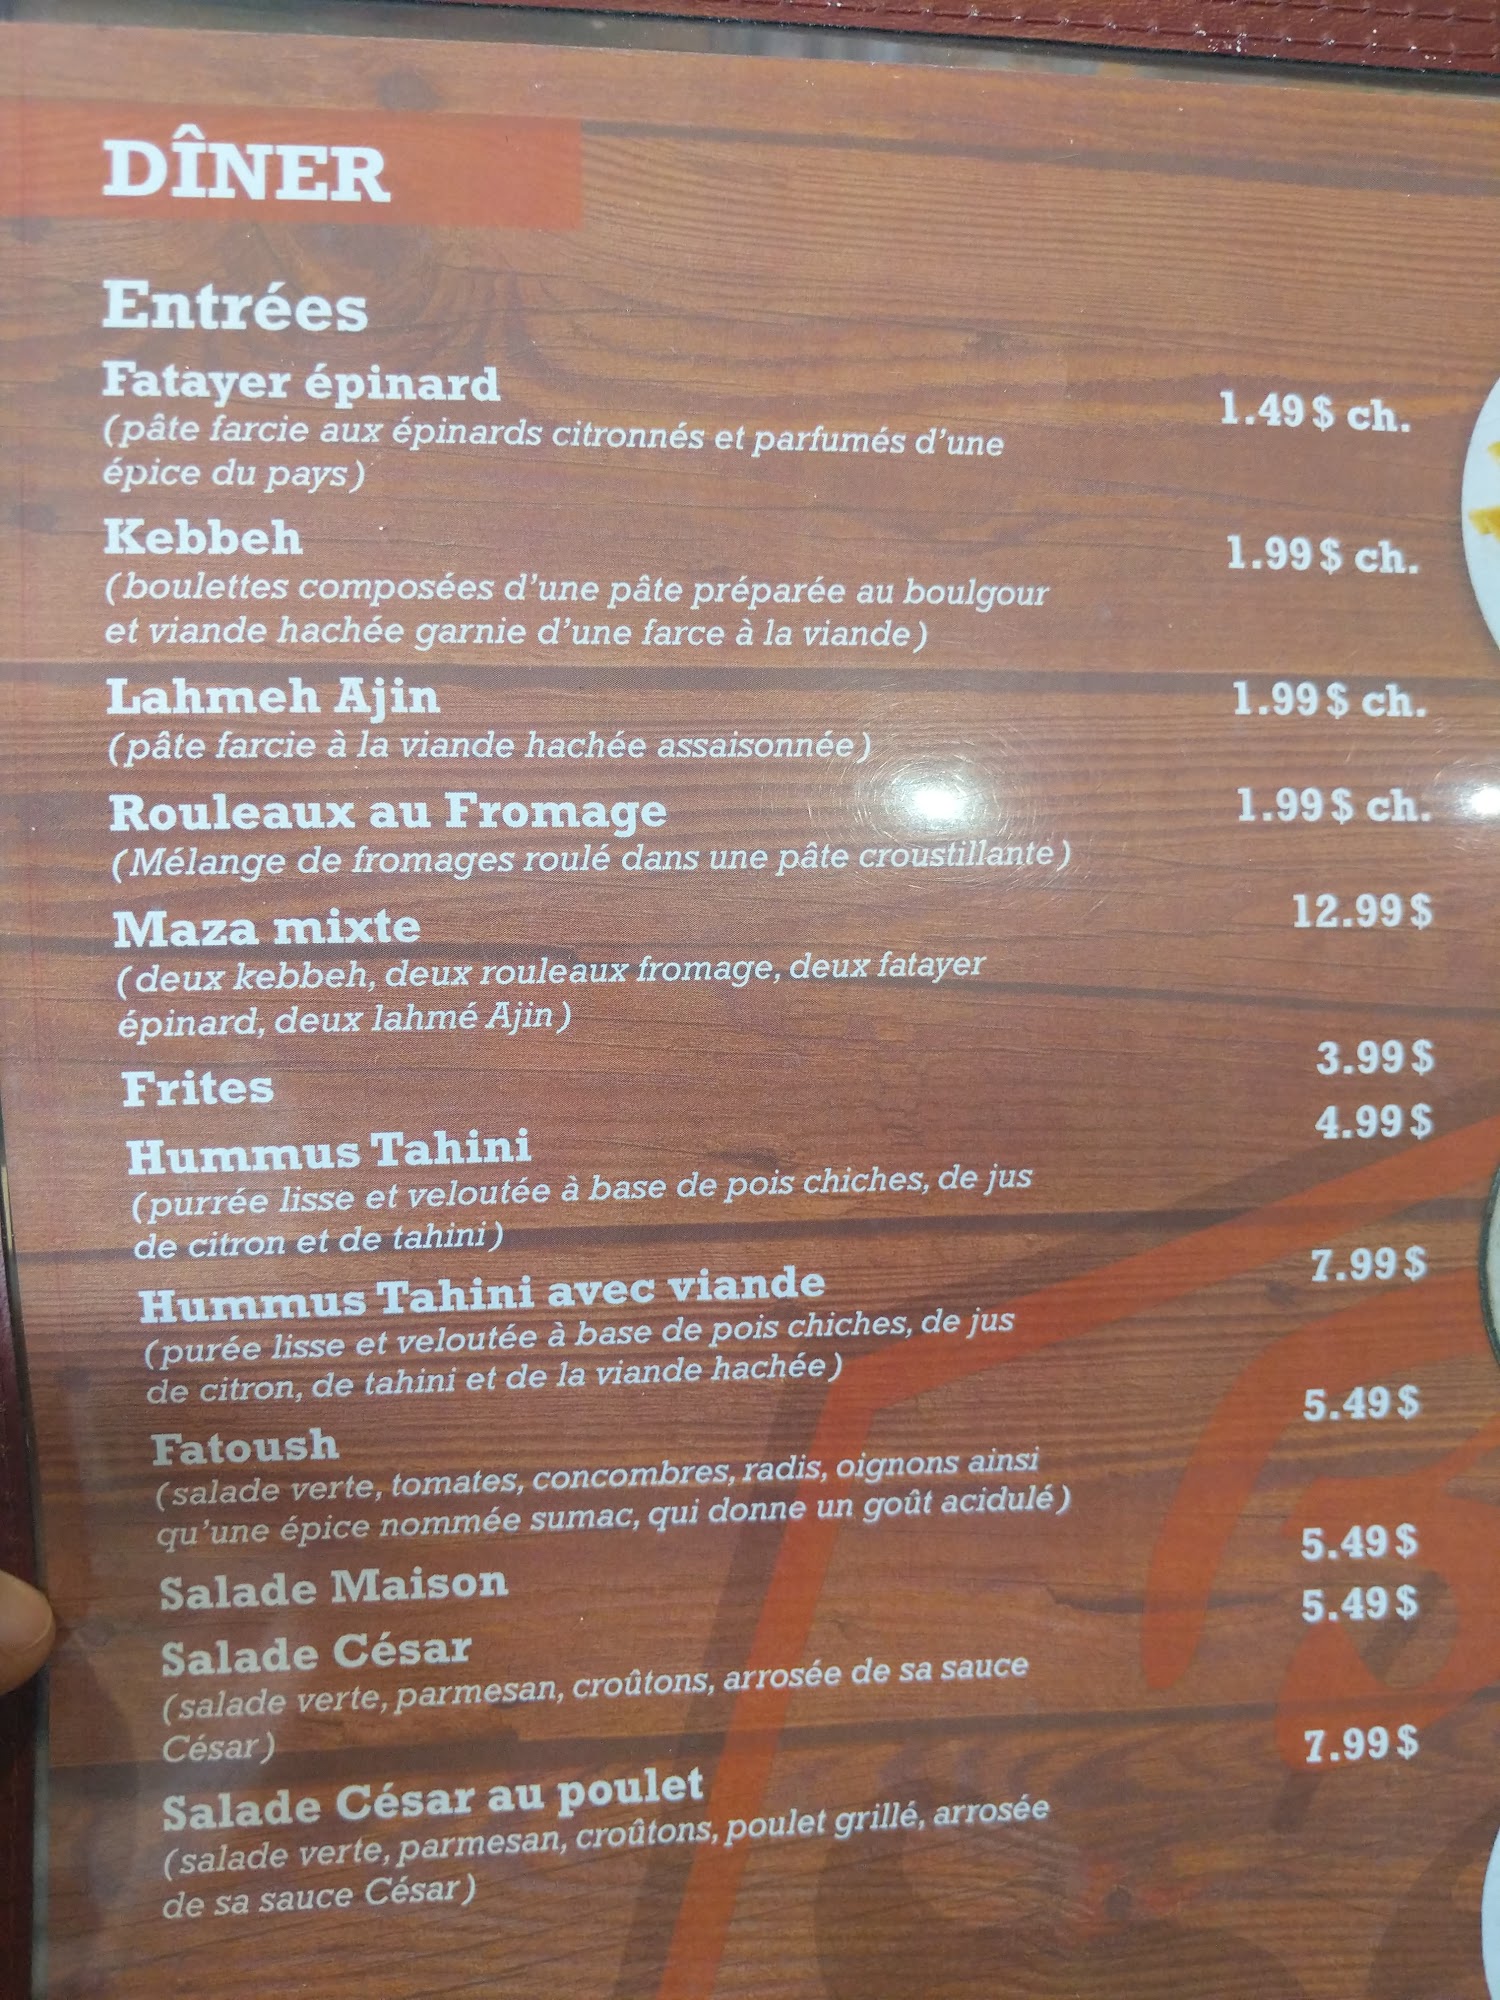 DÎNER
Entrées
Fatayer épinard 1.49$ ch.
(pâte farcie aux épinards citronnés et parfumés d'une
épice du pays)
Kebbeh 1.99$ ch.
(boulettes composées d'une pâte préparée au boulgour
et viande hachée garnie d'une farce à la viande)
Lahmeh Ajin 1.99$ ch.
(pâte farcie à la viande hachée assaisonnée)
Rouleaux au Fromage 1.99$ ch.
(Mélange de fromages roulé dans une pâte croustillante)
Maza mixte 12.99$
(deux kebbeh, deux rouleaux fromage, deux fatayer
épinard, deux lahmé Ajin)
Frites 3.99$
Hummus Tahini 4.99$
(purrée lisse et veloutée à base de pois chiches, de jus
de citron et de tahini)
Hummus Tahini avec viande 7.99$
(purée lisse et veloutée à base de pois chiches, de jus
de citron, de tahini et de la viande hachée)
Fatoush 5.49$
(salade verte, tomates, concombres, radis, oignons ainsi
qu'une épice nommée sumac, qui donne un goût acidulé)
Salade Maison 5.49$
Salade César 5.49$
(salade verte, parmesan, croûtons, arrosée de sa sauce
César)
Salade César au poulet 7.99$
(salade verte, parmesan, croûtons, poulet grillé, arrosée
de sa sauce César)